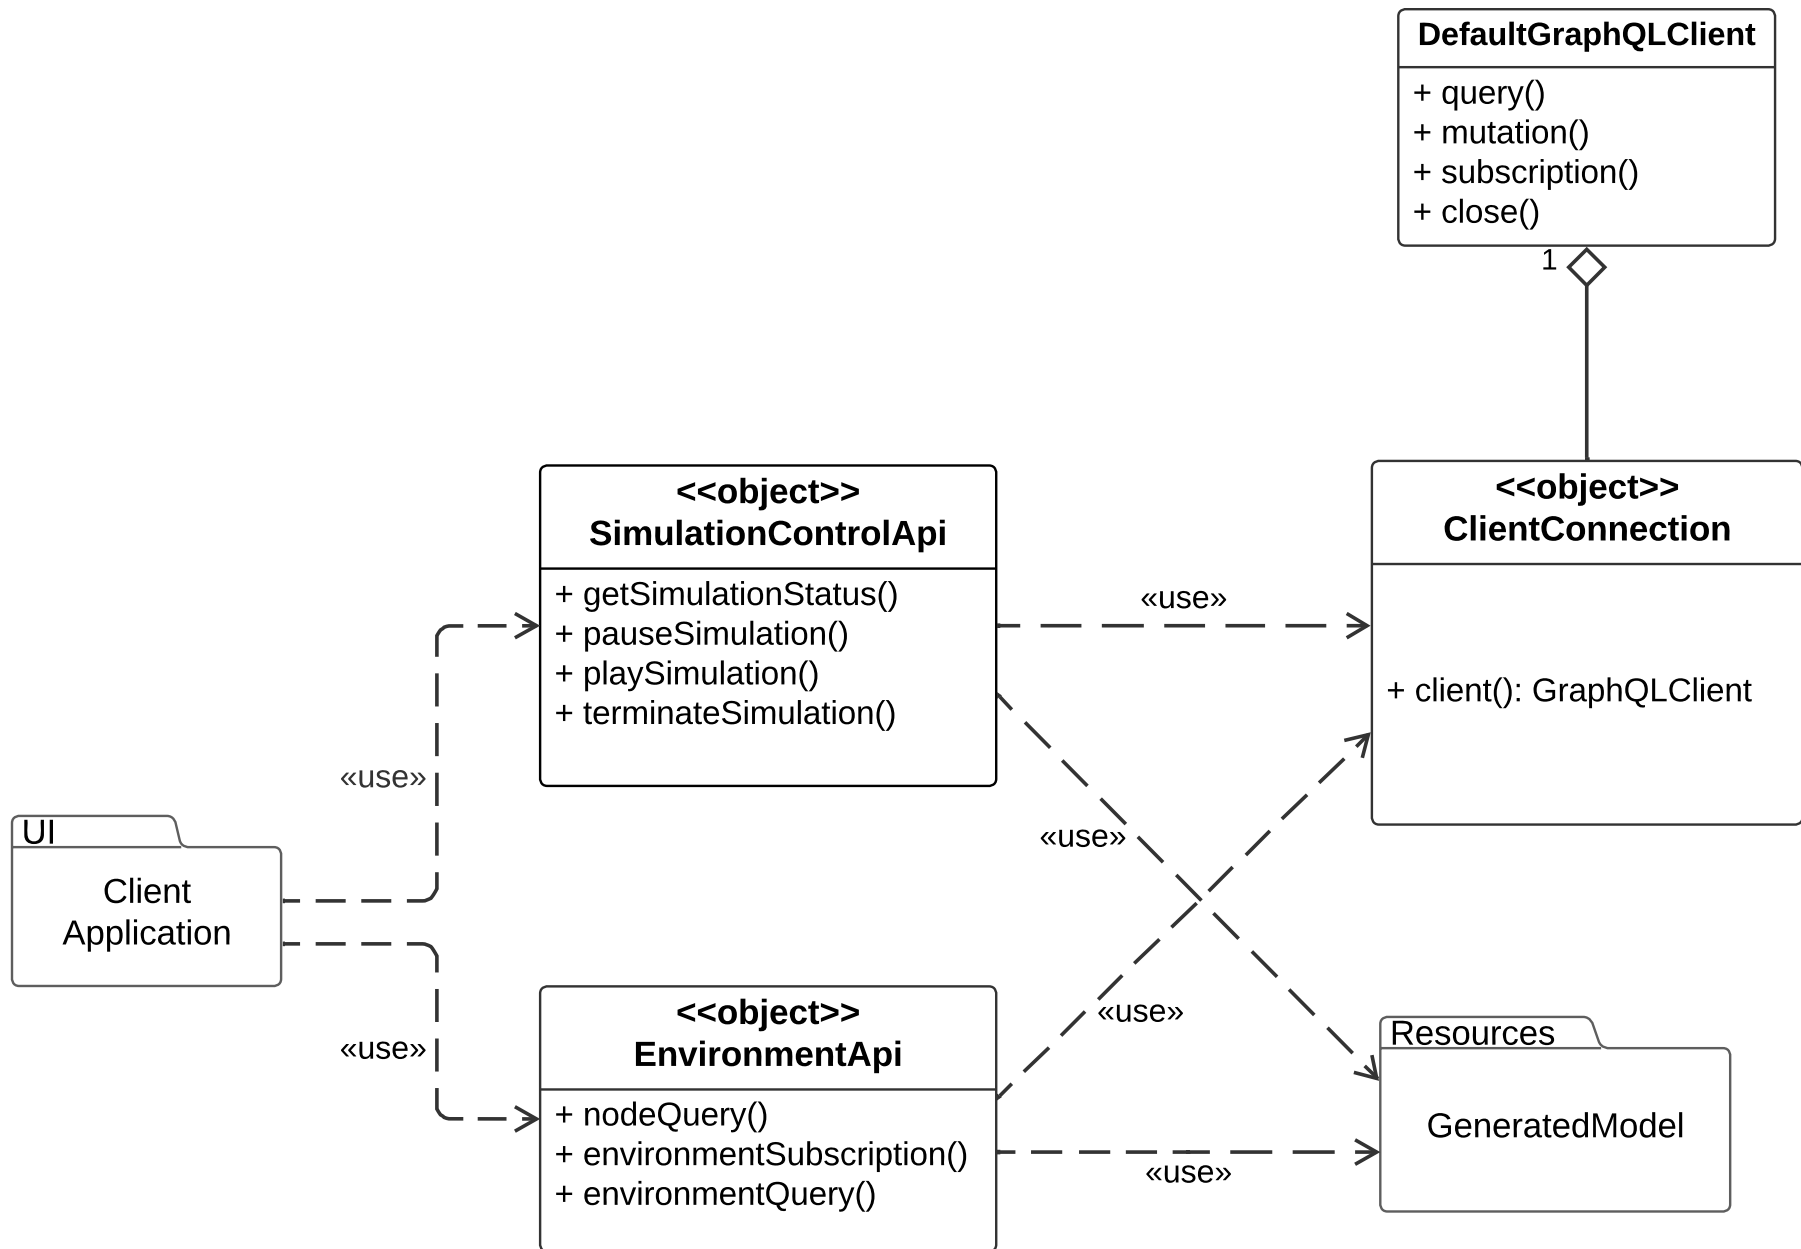 DefaultGraphQLClient
+ query()
+ mutation()
+ subscription()
+ close()
1
<<object>>
SimulationControlApi
+ getSimulationStatus()
+ pauseSimulation()
+ playSimulation()
+ terminateSimulation()
<<object>>
ClientConnection
+ client(): GraphQLClient
«use»
«use»
«use»
UI
Client
Application
«use»
«use»
<<object>>
EnvironmentApi
+ nodeQuery()
+ environmentSubscription()
+ environmentQuery()
«use»
Resources
GeneratedModel